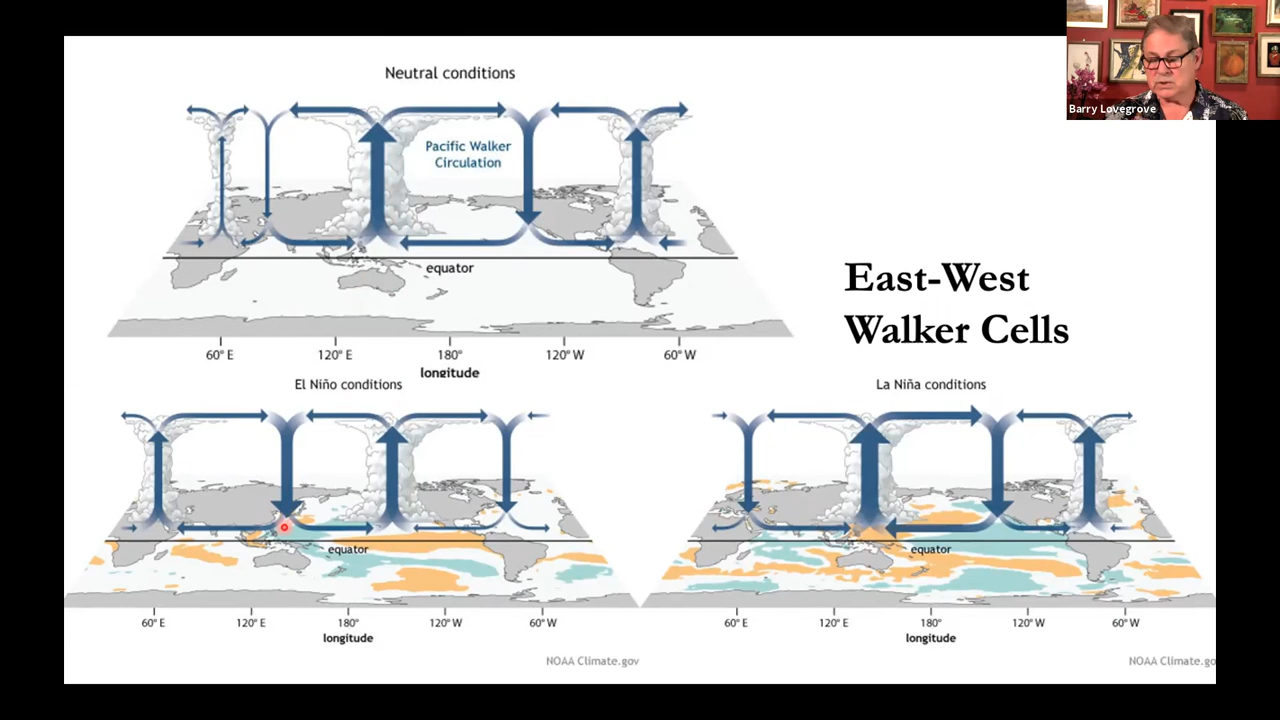 Barry Lovegrove
Neutral conditions
Pacific Walker
Circulation
equator
60° E
120° E
180°
120° W
60° W
longitude
East-West
Walker Cells
El Niño conditions
equator
60° E
120° E
180°
120° W
60° W
longitude
NOAA Climate.gov
La Niña conditions
equator
60° E
120° E
180°
120° W
60° W
longitude
NOAA Climate.go